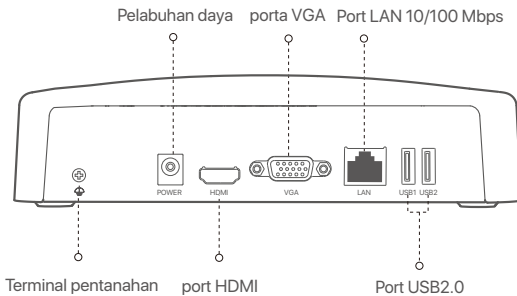 Pelabuhan daya porta VGA Port LAN 10/100 Mbps
POWER HDMI VGA LAN USB1 USB2
Terminal pentanahan port HDMI Port USB2.0